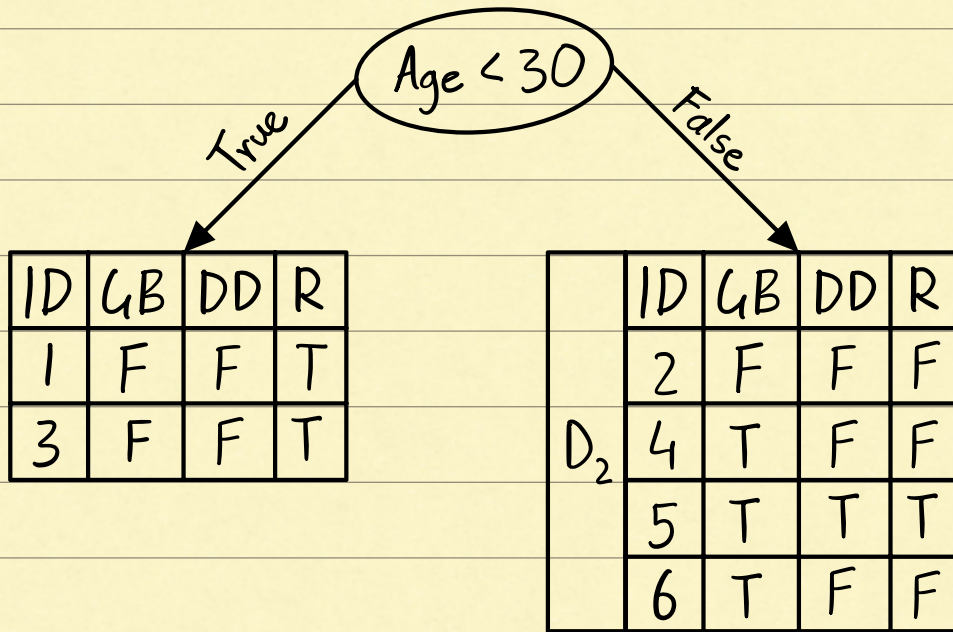 Age < 30
True
False
ID GB DD R
1 F F T
3 F F T
D₂
ID GB DD R
2 F F F
4 T F F
5 T T T
6 T F F